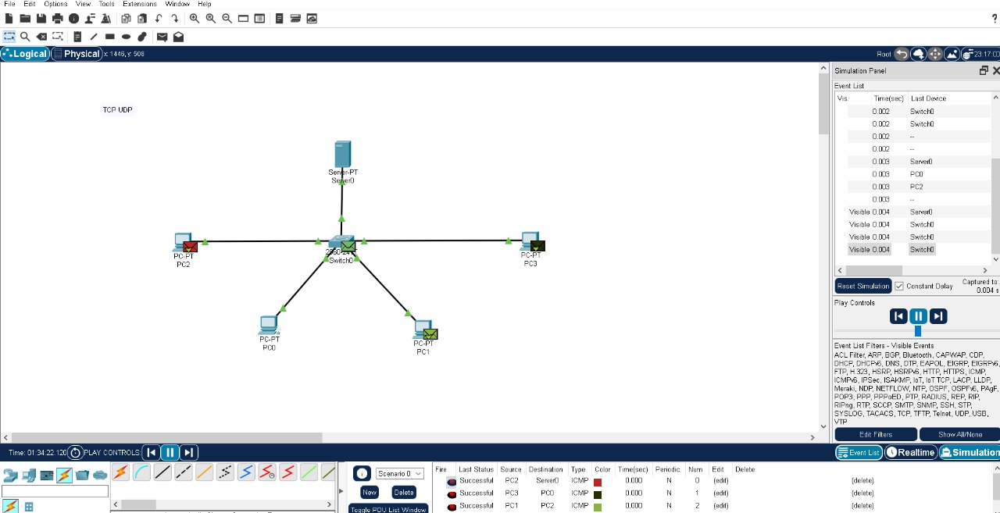 File Edit Options View Tools Extensions Window Help
?
Logical Physical x: 1446, y: 508 Root 23:17:00
TCP UDP
Server-PT
Server0
PC-PT
PC2
Switch0
PC-PT
PC3
PC-PT
PC0
PC-PT
PC1
Simulation Panel
Event List
Vis. Time(sec) Last Device
0.002 Switch0
0.002 Switch0
0.002 --
0.002 --
0.003 Server0
0.003 PC0
0.003 PC2
0.003 --
Visible 0.004 Server0
Visible 0.004 Switch0
Visible 0.004 Switch0
Visible 0.004 Switch0
Reset Simulation Constant Delay Captured to:
0.004 s
Play Controls
Event List Filters - Visible Events
ACL Filter, ARP, BGP, Bluetooth, CAPWAP, CDP,
DHCP, DHCPv6, DNS, DTP, EAPOL, EIGRP, EIGRPv6,
FTP, H.323, HSRP, HSRPv6, HTTP, HTTPS, ICMP,
ICMPv6, IPSec, ISAKMP, IoT, IoT TCP, LACP, LLDP,
Meraki, NDP, NETFLOW, NTP, OSPF, OSPFv6, PAgP,
POP3, PPP, PPPoED, PTP, RADIUS, REP, RIP,
RIPng, RTP, SCCP, SMTP, SNMP, SSH, STP,
SYSLOG, TACACS, TCP, TFTP, Telnet, UDP, USB,
VTP
Edit Filters Show All/None
Time: 01:34:22.120 PLAY CONTROLS: Event List Realtime Simulation
Scenario 0
New Delete
Toggle PDU List Window
Fire Last Status Source Destination Type Color Time(sec) Periodic Num Edit Delete
Successful PC2 Server0 ICMP 0.000 N 0 (edit) (delete)
Successful PC3 PC0 ICMP 0.000 N 1 (edit) (delete)
Successful PC1 PC2 ICMP 0.000 N 2 (edit) (delete)